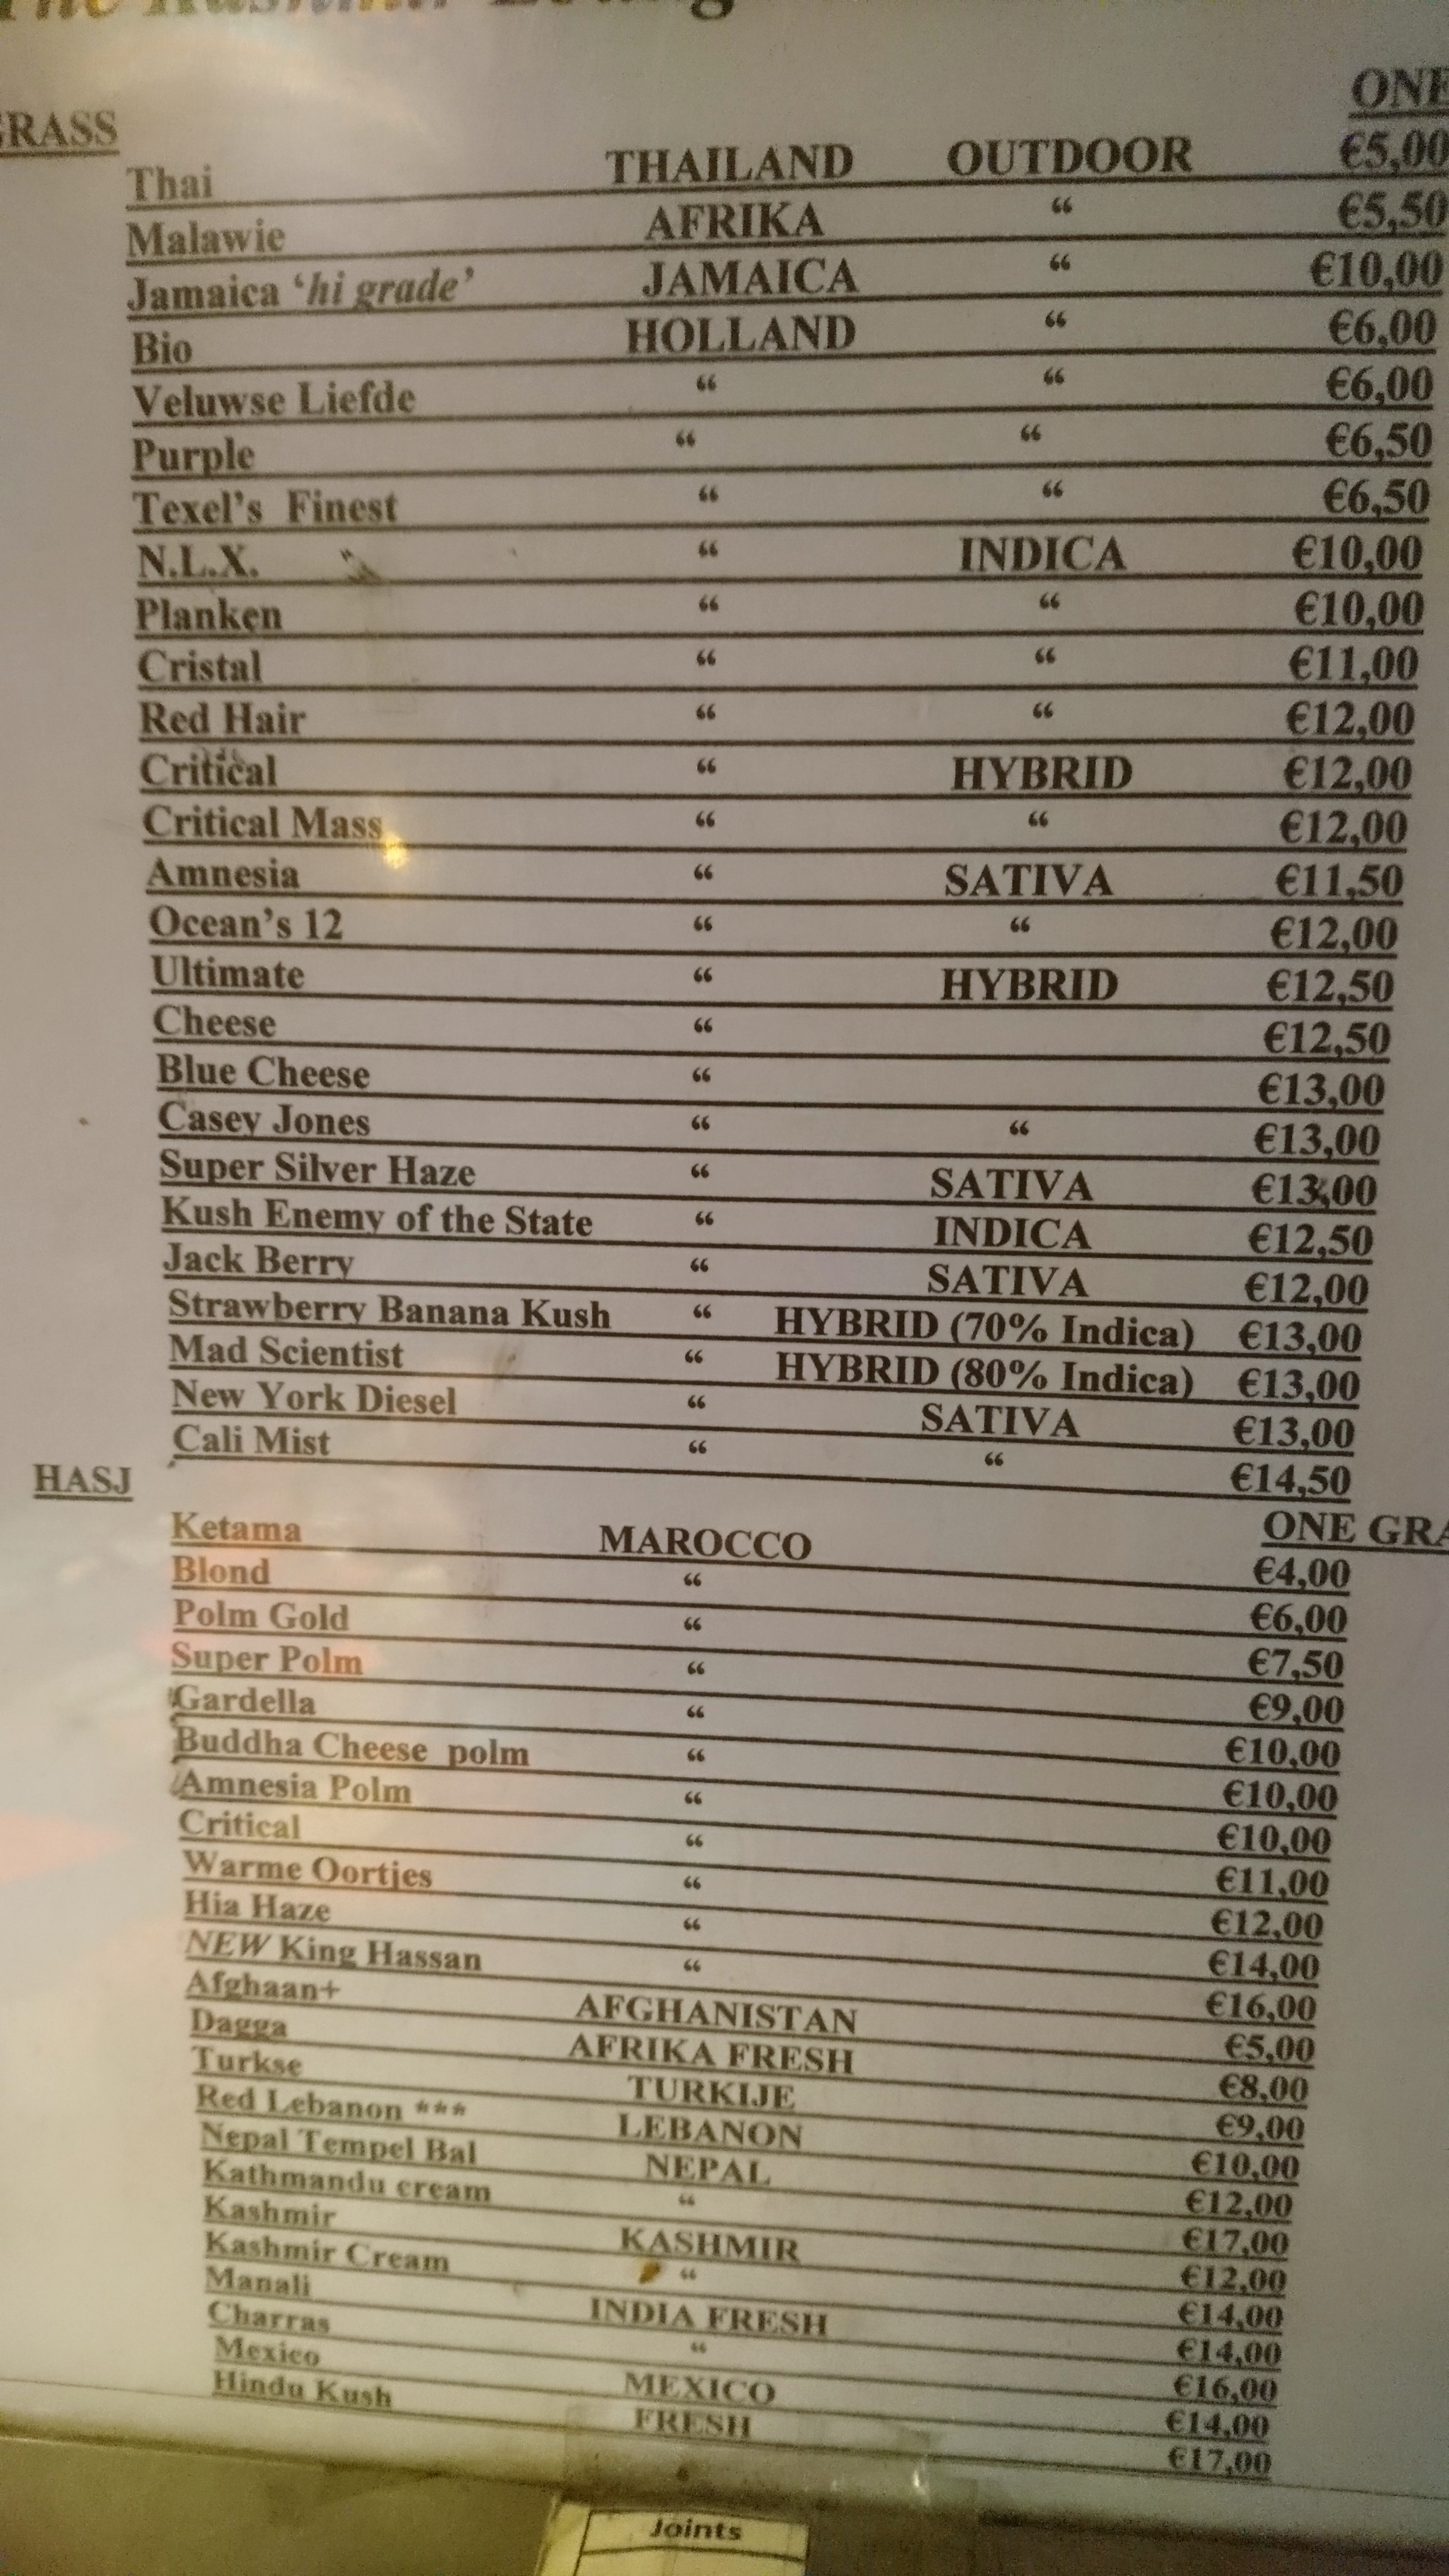 The Kashmir Loung
GRASS ONE
Thai THAILAND OUTDOOR €5,00
Malawie AFRIKA “ €5,50
Jamaica ‘hi grade’ JAMAICA “ €10,00
Bio HOLLAND “ €6,00
Veluwse Liefde “ “ €6,00
Purple “ “ €6,50
Texel’s Finest “ “ €6,50
N.L.X. “ INDICA €10,00
Planken “ “ €10,00
Cristal “ “ €11,00
Red Hair “ “ €12,00
Critical “ HYBRID €12,00
Critical Mass “ “ €12,00
Amnesia “ SATIVA €11,50
Ocean’s 12 “ “ €12,00
Ultimate “ HYBRID €12,50
Cheese “ €12,50
Blue Cheese “ €13,00
Casey Jones “ “ €13,00
Super Silver Haze “ SATIVA €13,00
Kush Enemy of the State “ INDICA €12,50
Jack Berry “ SATIVA €12,00
Strawberry Banana Kush “ HYBRID (70% Indica) €13,00
Mad Scientist “ HYBRID (80% Indica) €13,00
New York Diesel “ SATIVA €13,00
Cali Mist “ “ €14,50
HASJ ONE GRA
Ketama MAROCCO €4,00
Blond “ €6,00
Polm Gold “ €7,50
Super Polm “ €9,00
Gardella “ €10,00
Buddha Cheese polm “ €10,00
Amnesia Polm “ €10,00
Critical “ €11,00
Warme Oortjes “ €12,00
Hia Haze “ €14,00
NEW King Hassan “ €16,00
Afghaan+ AFGHANISTAN €5,00
Dagga AFRIKA FRESH €8,00
Turkse TURKIJE €9,00
Red Lebanon *** LEBANON €10,00
Nepal Tempel Bal NEPAL €12,00
Kathmandu cream “ €17,00
Kashmir KASHMIR €12,00
Kashmir Cream “ €14,00
Manali INDIA FRESH €14,00
Charras “ €16,00
Mexico MEXICO €14,00
Hindu Kush FRESH €17,00
Joints